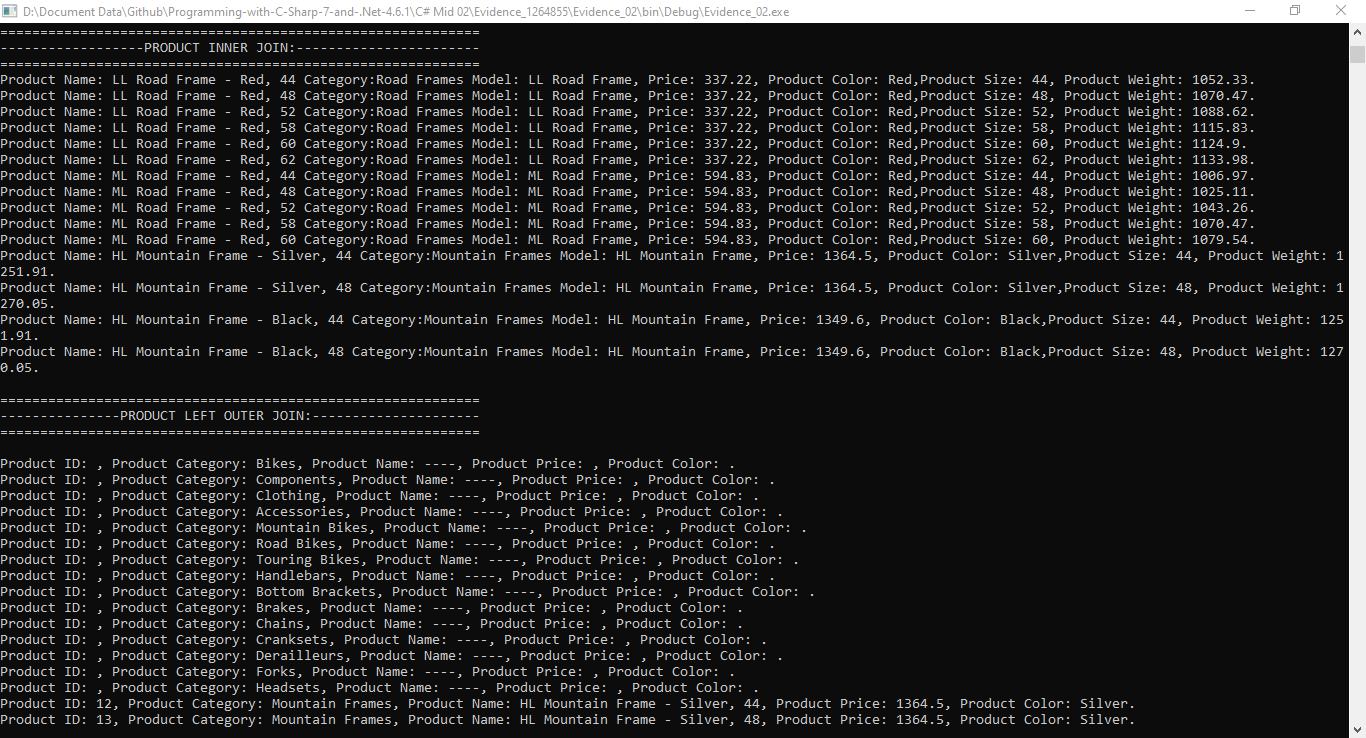 D:\Document Data\Github\Programming-with-C-Sharp-7-and-.Net-4.6.1\C# Mid 02\Evidence_1264855\Evidence_02\bin\Debug\Evidence_02.exe
============================================================
------------------PRODUCT INNER JOIN:-----------------------
============================================================
Product Name: LL Road Frame - Red, 44 Category:Road Frames Model: LL Road Frame, Price: 337.22, Product Color: Red,Product Size: 44, Product Weight: 1052.33.
Product Name: LL Road Frame - Red, 48 Category:Road Frames Model: LL Road Frame, Price: 337.22, Product Color: Red,Product Size: 48, Product Weight: 1070.47.
Product Name: LL Road Frame - Red, 52 Category:Road Frames Model: LL Road Frame, Price: 337.22, Product Color: Red,Product Size: 52, Product Weight: 1088.62.
Product Name: LL Road Frame - Red, 58 Category:Road Frames Model: LL Road Frame, Price: 337.22, Product Color: Red,Product Size: 58, Product Weight: 1115.83.
Product Name: LL Road Frame - Red, 60 Category:Road Frames Model: LL Road Frame, Price: 337.22, Product Color: Red,Product Size: 60, Product Weight: 1124.9.
Product Name: LL Road Frame - Red, 62 Category:Road Frames Model: LL Road Frame, Price: 337.22, Product Color: Red,Product Size: 62, Product Weight: 1133.98.
Product Name: ML Road Frame - Red, 44 Category:Road Frames Model: ML Road Frame, Price: 594.83, Product Color: Red,Product Size: 44, Product Weight: 1006.97.
Product Name: ML Road Frame - Red, 48 Category:Road Frames Model: ML Road Frame, Price: 594.83, Product Color: Red,Product Size: 48, Product Weight: 1025.11.
Product Name: ML Road Frame - Red, 52 Category:Road Frames Model: ML Road Frame, Price: 594.83, Product Color: Red,Product Size: 52, Product Weight: 1043.26.
Product Name: ML Road Frame - Red, 58 Category:Road Frames Model: ML Road Frame, Price: 594.83, Product Color: Red,Product Size: 58, Product Weight: 1070.47.
Product Name: ML Road Frame - Red, 60 Category:Road Frames Model: ML Road Frame, Price: 594.83, Product Color: Red,Product Size: 60, Product Weight: 1079.54.
Product Name: HL Mountain Frame - Silver, 44 Category:Mountain Frames Model: HL Mountain Frame, Price: 1364.5, Product Color: Silver,Product Size: 44, Product Weight: 1
251.91.
Product Name: HL Mountain Frame - Silver, 48 Category:Mountain Frames Model: HL Mountain Frame, Price: 1364.5, Product Color: Silver,Product Size: 48, Product Weight: 1
270.05.
Product Name: HL Mountain Frame - Black, 44 Category:Mountain Frames Model: HL Mountain Frame, Price: 1349.6, Product Color: Black,Product Size: 44, Product Weight: 125
1.91.
Product Name: HL Mountain Frame - Black, 48 Category:Mountain Frames Model: HL Mountain Frame, Price: 1349.6, Product Color: Black,Product Size: 48, Product Weight: 127
0.05.
============================================================
---------------PRODUCT LEFT OUTER JOIN:---------------------
============================================================
Product ID: , Product Category: Bikes, Product Name: ----, Product Price: , Product Color: .
Product ID: , Product Category: Components, Product Name: ----, Product Price: , Product Color: .
Product ID: , Product Category: Clothing, Product Name: ----, Product Price: , Product Color: .
Product ID: , Product Category: Accessories, Product Name: ----, Product Price: , Product Color: .
Product ID: , Product Category: Mountain Bikes, Product Name: ----, Product Price: , Product Color: .
Product ID: , Product Category: Road Bikes, Product Name: ----, Product Price: , Product Color: .
Product ID: , Product Category: Touring Bikes, Product Name: ----, Product Price: , Product Color: .
Product ID: , Product Category: Handlebars, Product Name: ----, Product Price: , Product Color: .
Product ID: , Product Category: Bottom Brackets, Product Name: ----, Product Price: , Product Color: .
Product ID: , Product Category: Brakes, Product Name: ----, Product Price: , Product Color: .
Product ID: , Product Category: Chains, Product Name: ----, Product Price: , Product Color: .
Product ID: , Product Category: Cranksets, Product Name: ----, Product Price: , Product Color: .
Product ID: , Product Category: Derailleurs, Product Name: ----, Product Price: , Product Color: .
Product ID: , Product Category: Forks, Product Name: ----, Product Price: , Product Color: .
Product ID: , Product Category: Headsets, Product Name: ----, Product Price: , Product Color: .
Product ID: 12, Product Category: Mountain Frames, Product Name: HL Mountain Frame - Silver, 44, Product Price: 1364.5, Product Color: Silver.
Product ID: 13, Product Category: Mountain Frames, Product Name: HL Mountain Frame - Silver, 48, Product Price: 1364.5, Product Color: Silver.